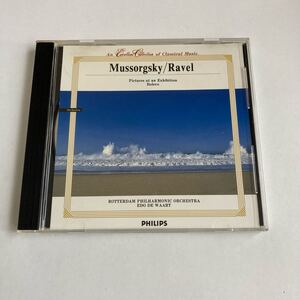 An Excellent Collection of Classical Music
Mussorgsky/Ravel
Pictures at an Exhibition
Bolero
ROTTERDAM PHILHARMONIC ORCHESTRA
EDO DE WAART
PHILIPS